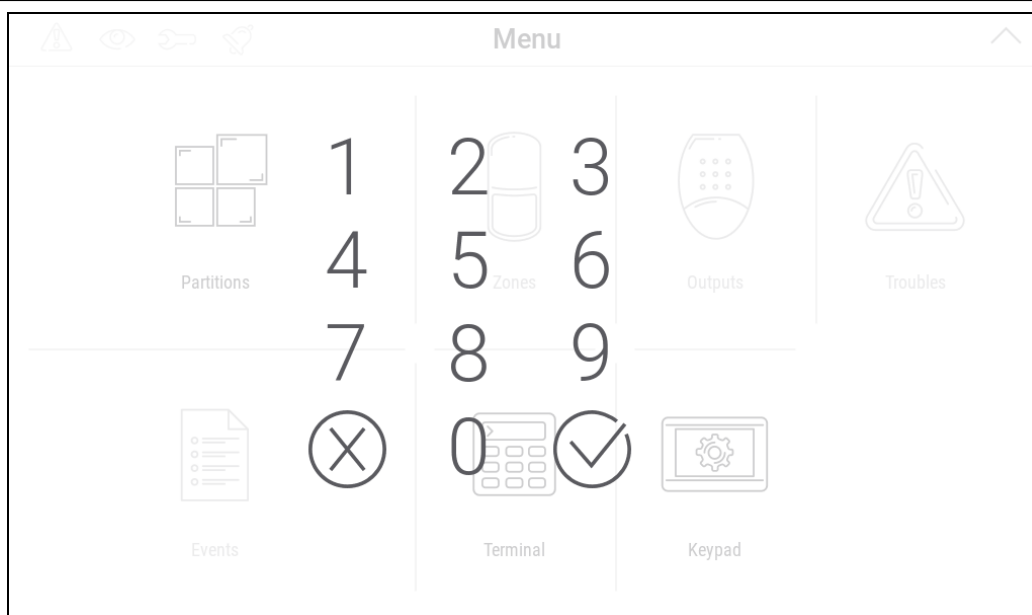 Menu
1 2 3
4 5 6
Partitions Zones Outputs Troubles
7 8 9
0
Events Terminal Keypad